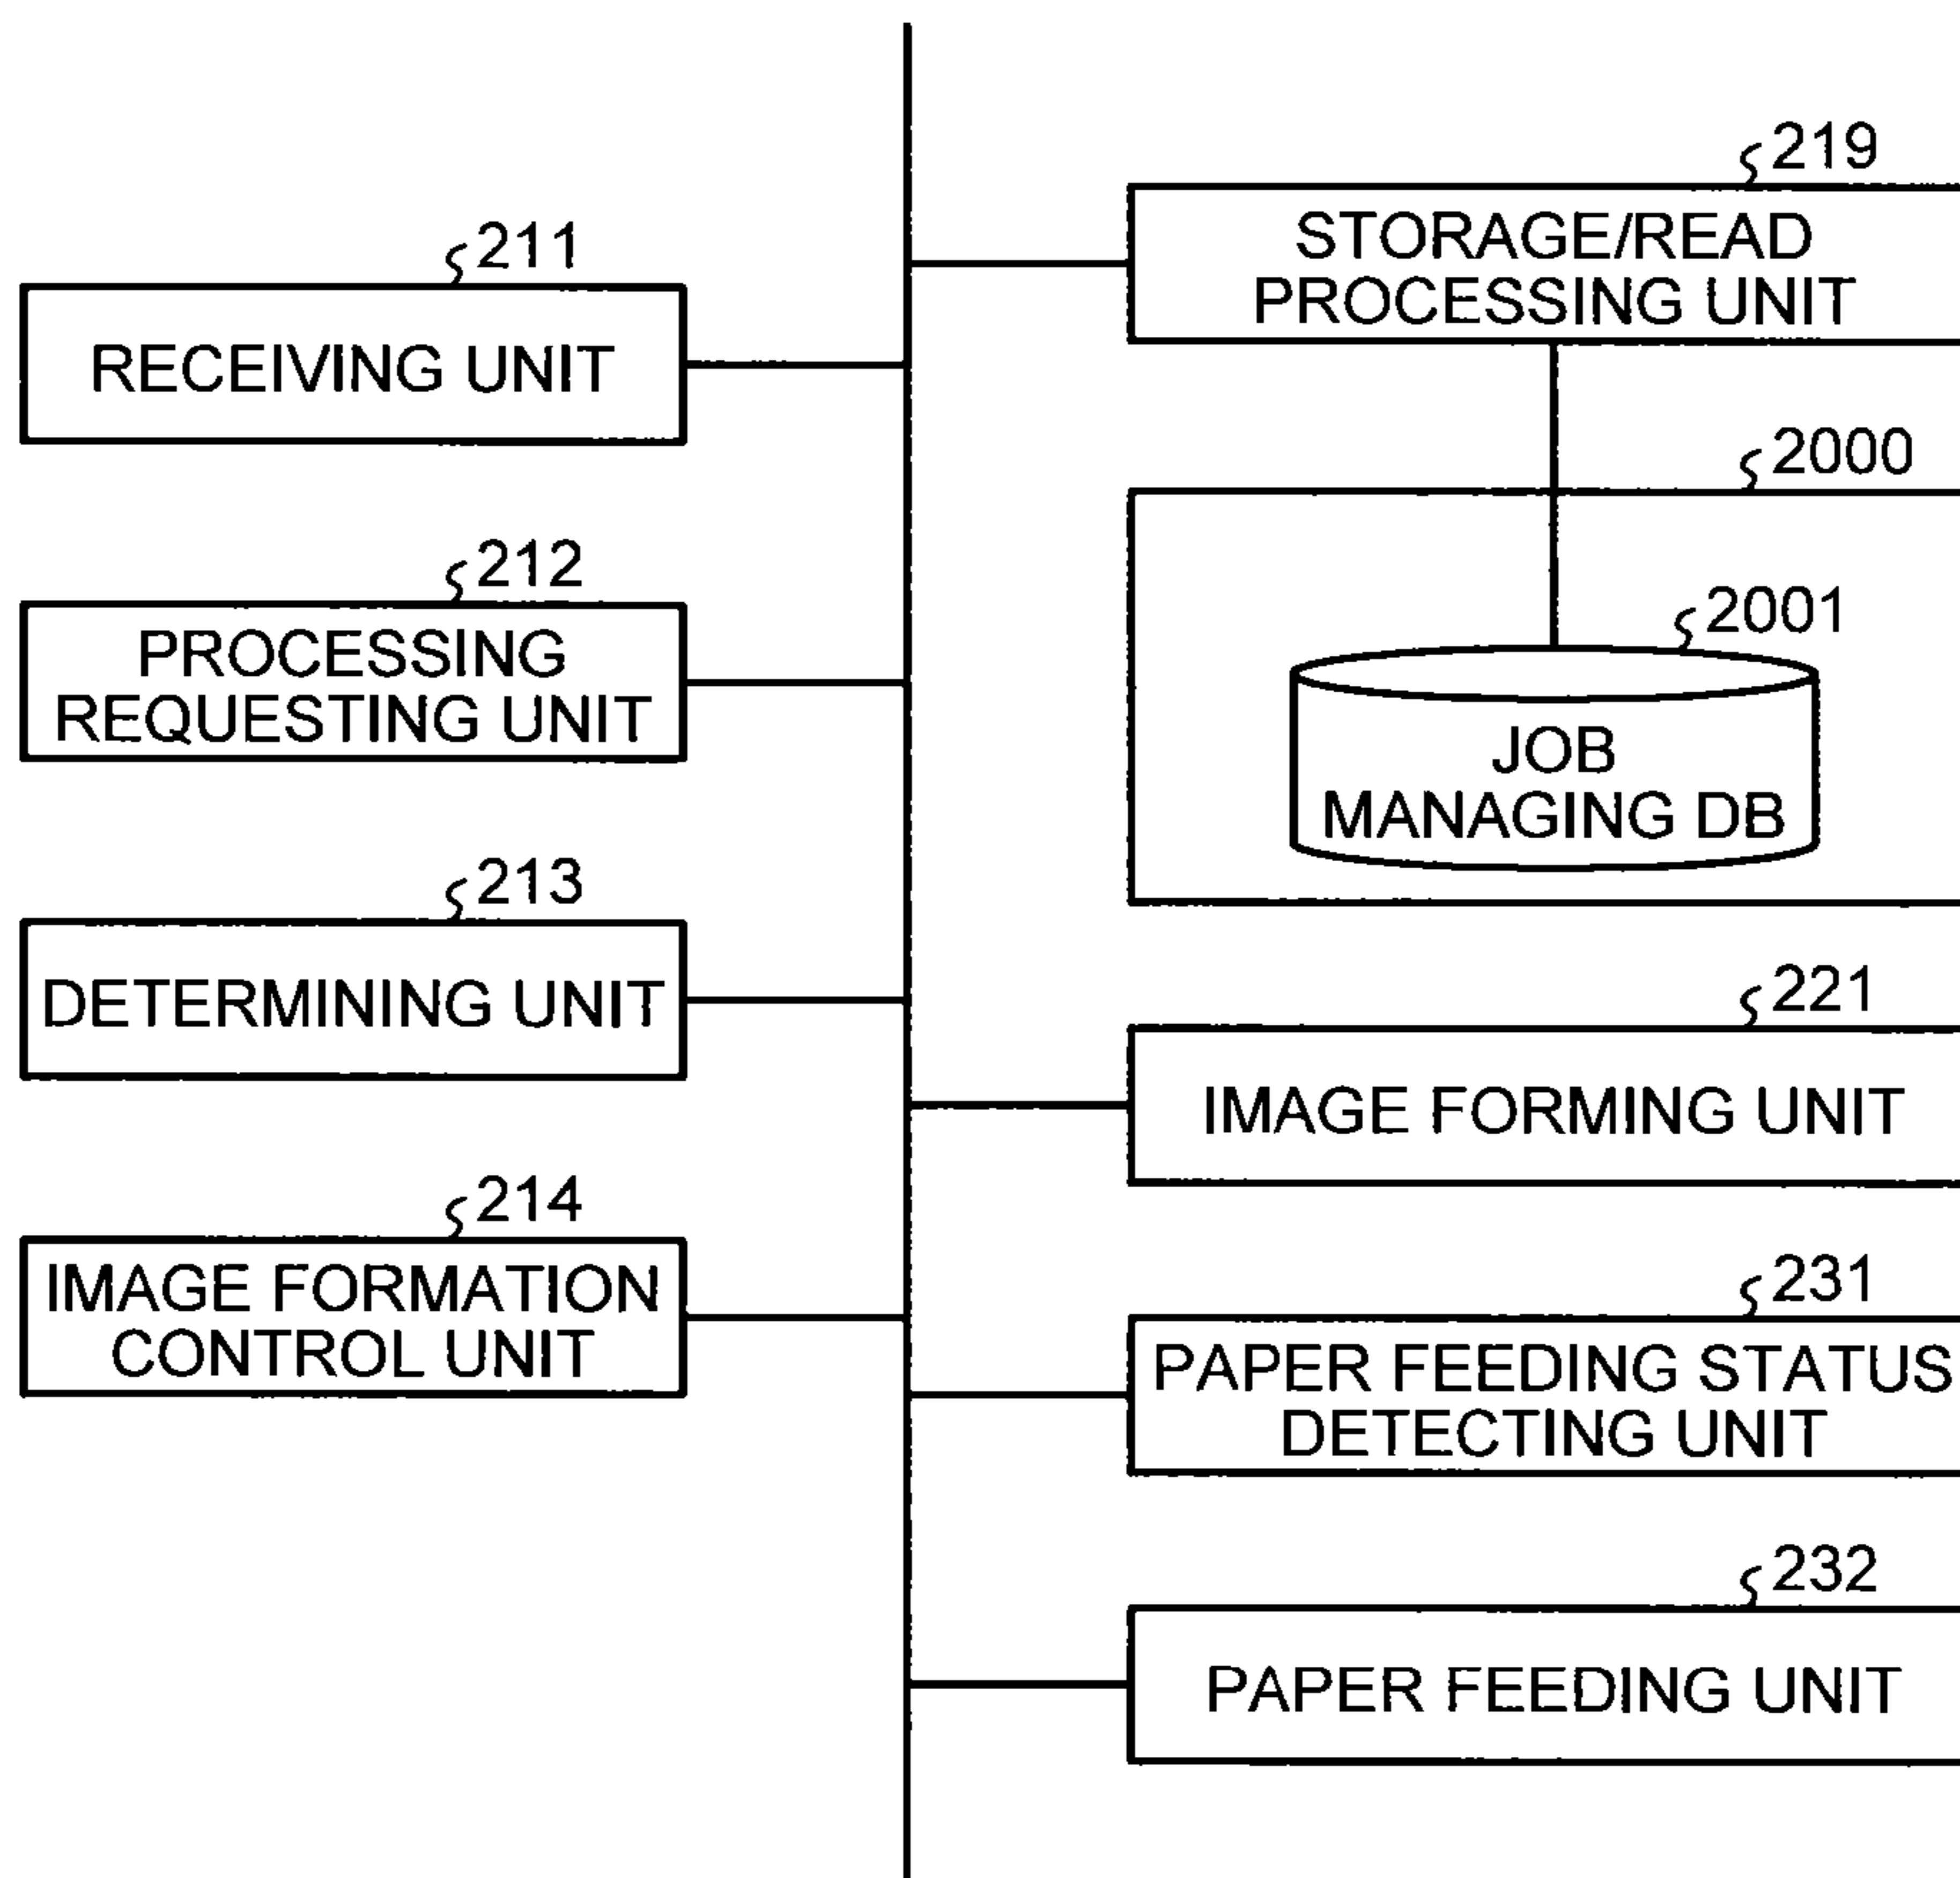 211
RECEIVING UNIT
212
PROCESSING
REQUESTING UNIT
213
DETERMINING UNIT
214
IMAGE FORMATION
CONTROL UNIT
219
STORAGE/READ
PROCESSING UNIT
2000
2001
JOB
MANAGING DB
221
IMAGE FORMING UNIT
231
PAPER FEEDING STATUS
DETECTING UNIT
232
PAPER FEEDING UNIT